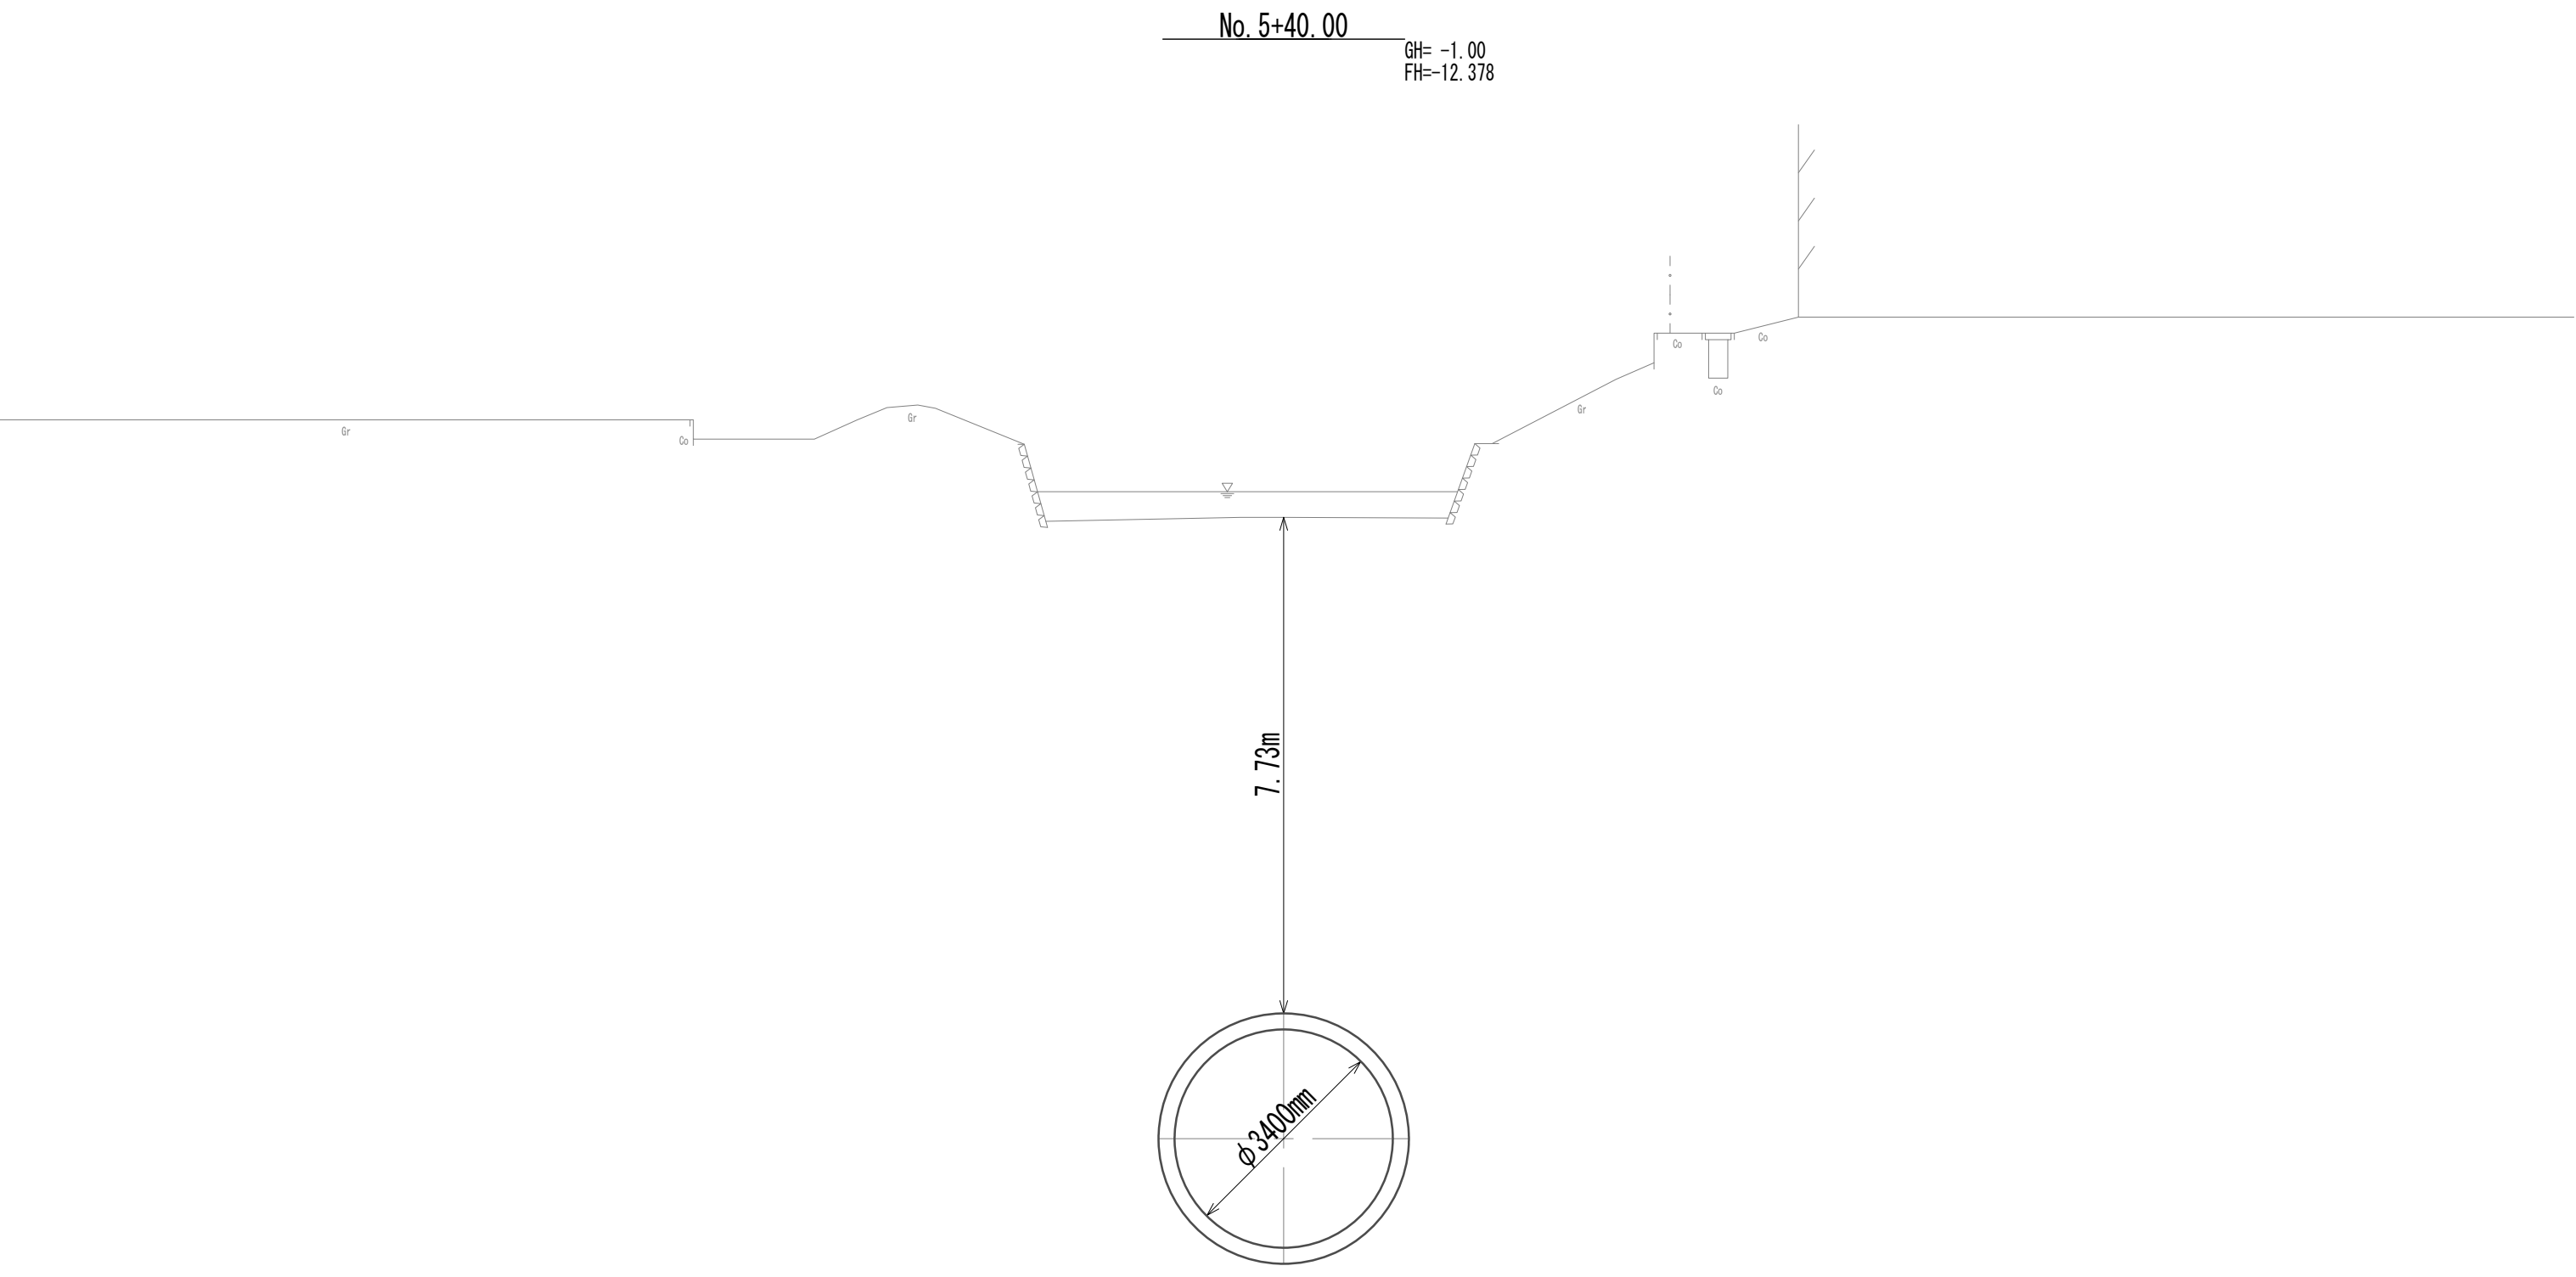 No.5+40.00
GH= -1.00
FH=-12.378
Co
Co
Co
Gr
Gr
Gr
Co
7.73m
φ3400mm